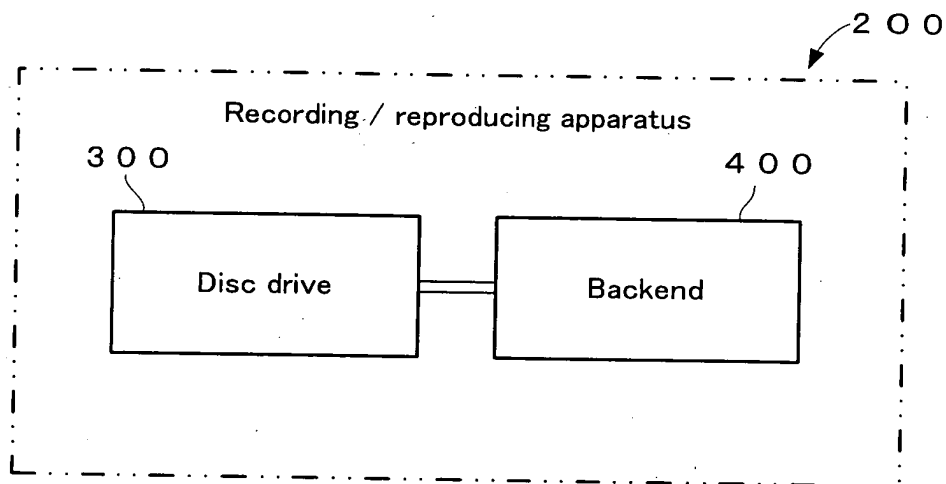 ２００
Recording / reproducing apparatus
３００
４００
Disc drive
Backend